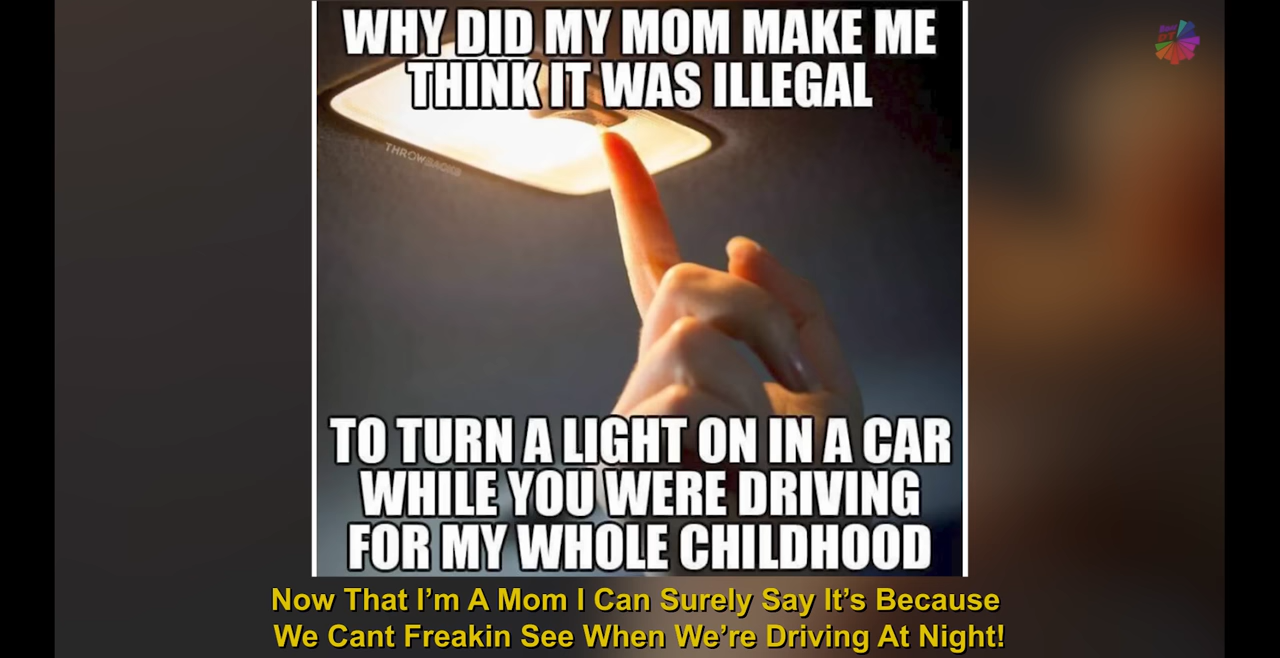 WHY DID MY MOM MAKE ME
THINK IT WAS ILLEGAL
THROWBACKS
TO TURN A LIGHT ON IN A CAR
WHILE YOU WERE DRIVING
FOR MY WHOLE CHILDHOOD
Now That I’m A Mom I Can Surely Say It’s Because
We Cant Freakin See When We’re Driving At Night!